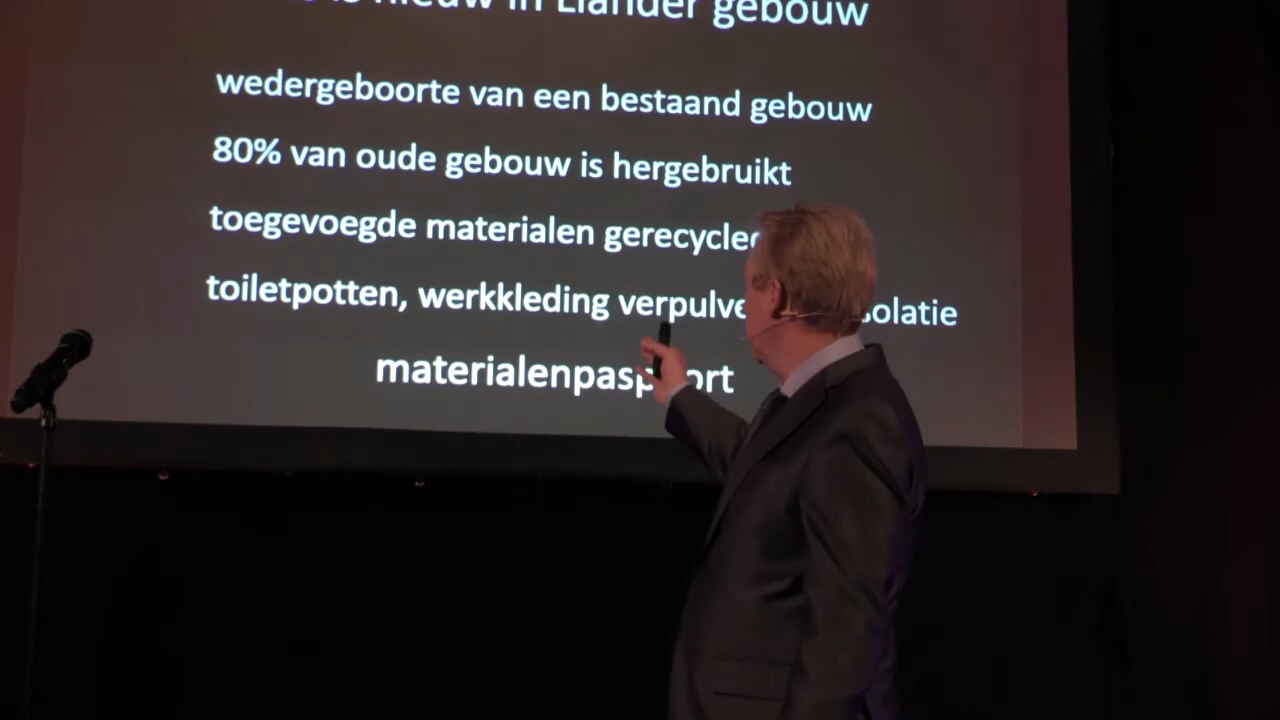 nieuw in Liander gebouw
wedergeboorte van een bestaand gebouw
80% van oude gebouw is hergebruikt
toegevoegde materialen
toiletpotten, werkkleding